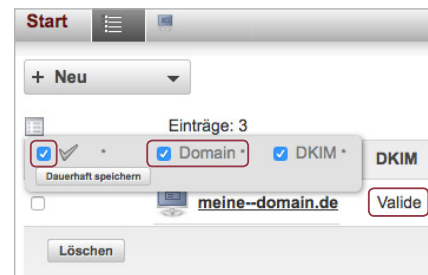 Start
+ Neu
Einträge: 3
* Domain * DKIM *
DKIM
Dauerhaft speichern
meine--domain.de Valide
Löschen